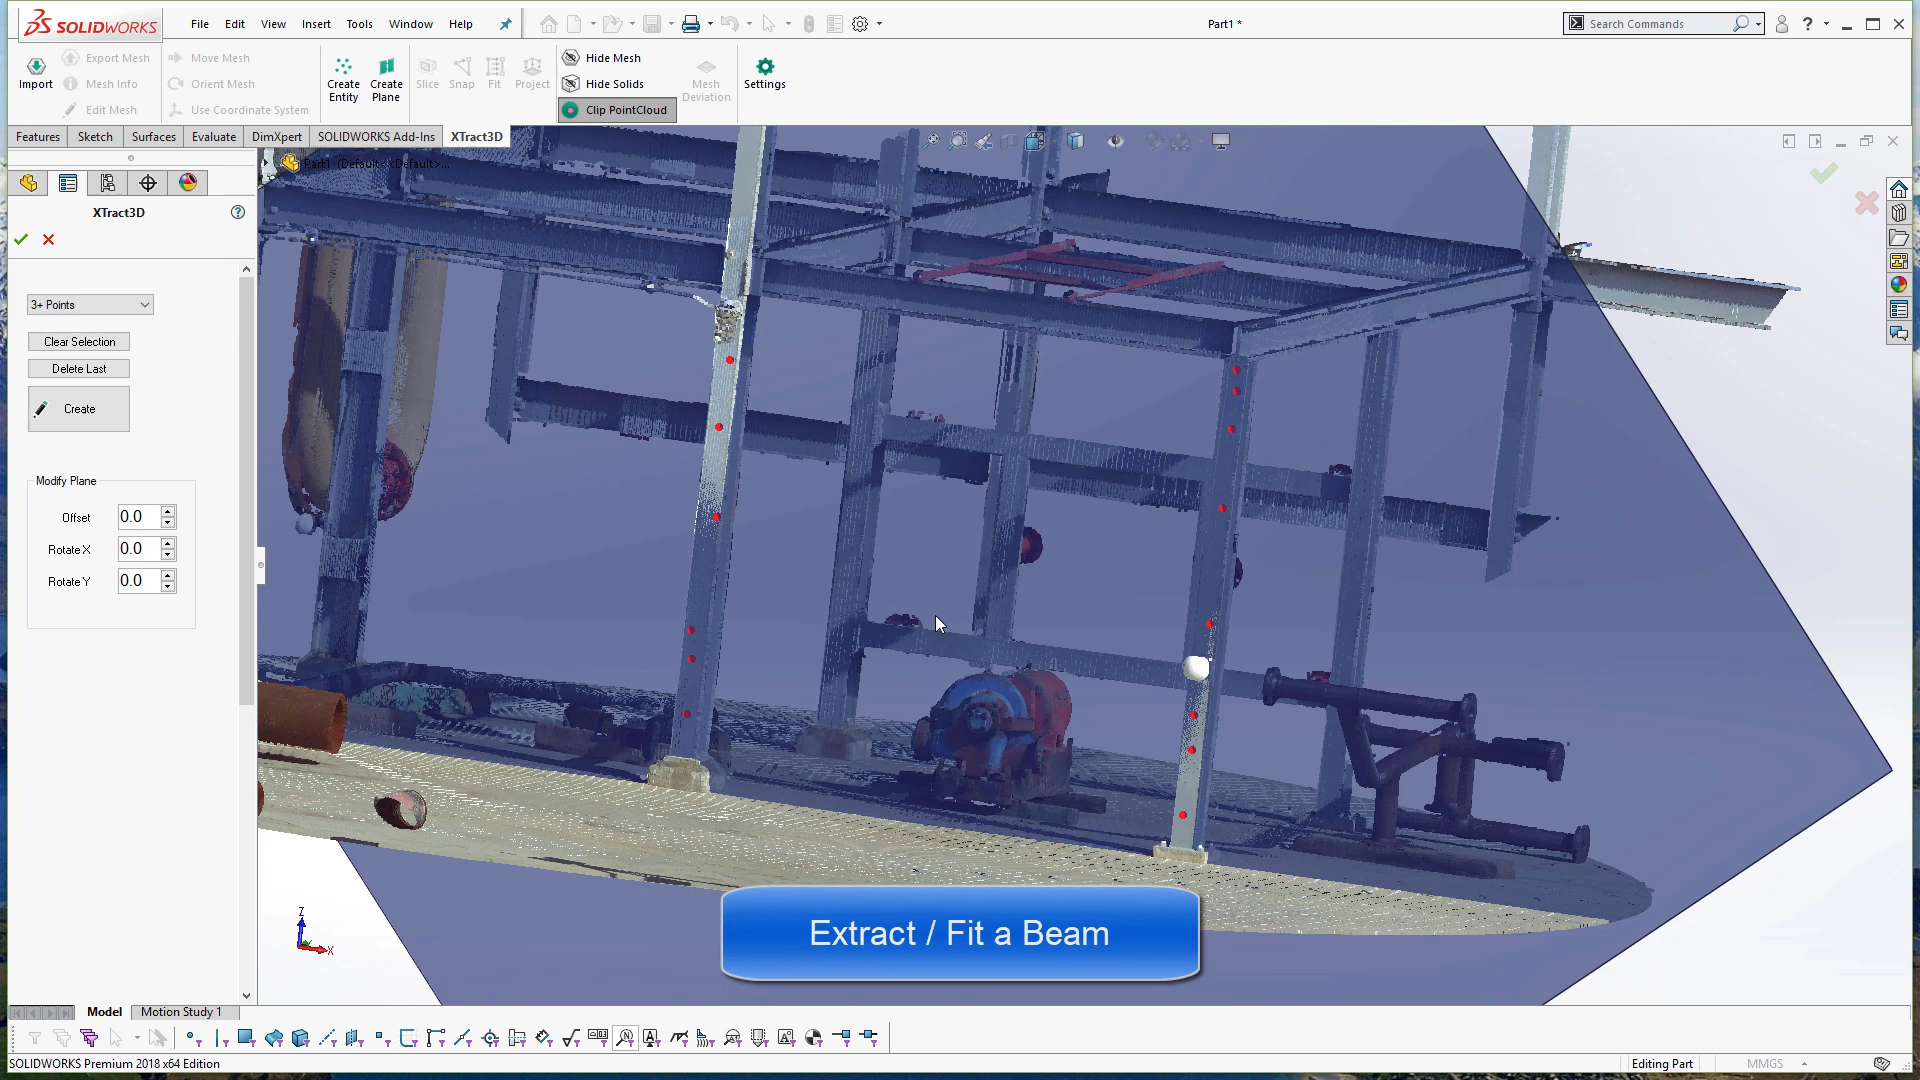 SOLIDWORKS
File Edit View Insert Tools Window Help
Part1 *
Search Commands
Import
Export Mesh
Mesh Info
Edit Mesh
Move Mesh
Orient Mesh
Use Coordinate System
Create Entity
Create Plane
Slice
Snap
Fit
Project
Hide Mesh
Hide Solids
Clip PointCloud
Mesh Deviation
Settings
Features Sketch Surfaces Evaluate DimXpert SOLIDWORKS Add-Ins XTract3D
Part1 (Default<<Default>...
XTract3D
3+ Points
Clear Selection
Delete Last
Create
Modify Plane
Offset 0.0
Rotate X 0.0
Rotate Y 0.0
Z
X
Extract / Fit a Beam
Model Motion Study 1
SOLIDWORKS Premium 2018 x64 Edition
Editing Part
MMGS